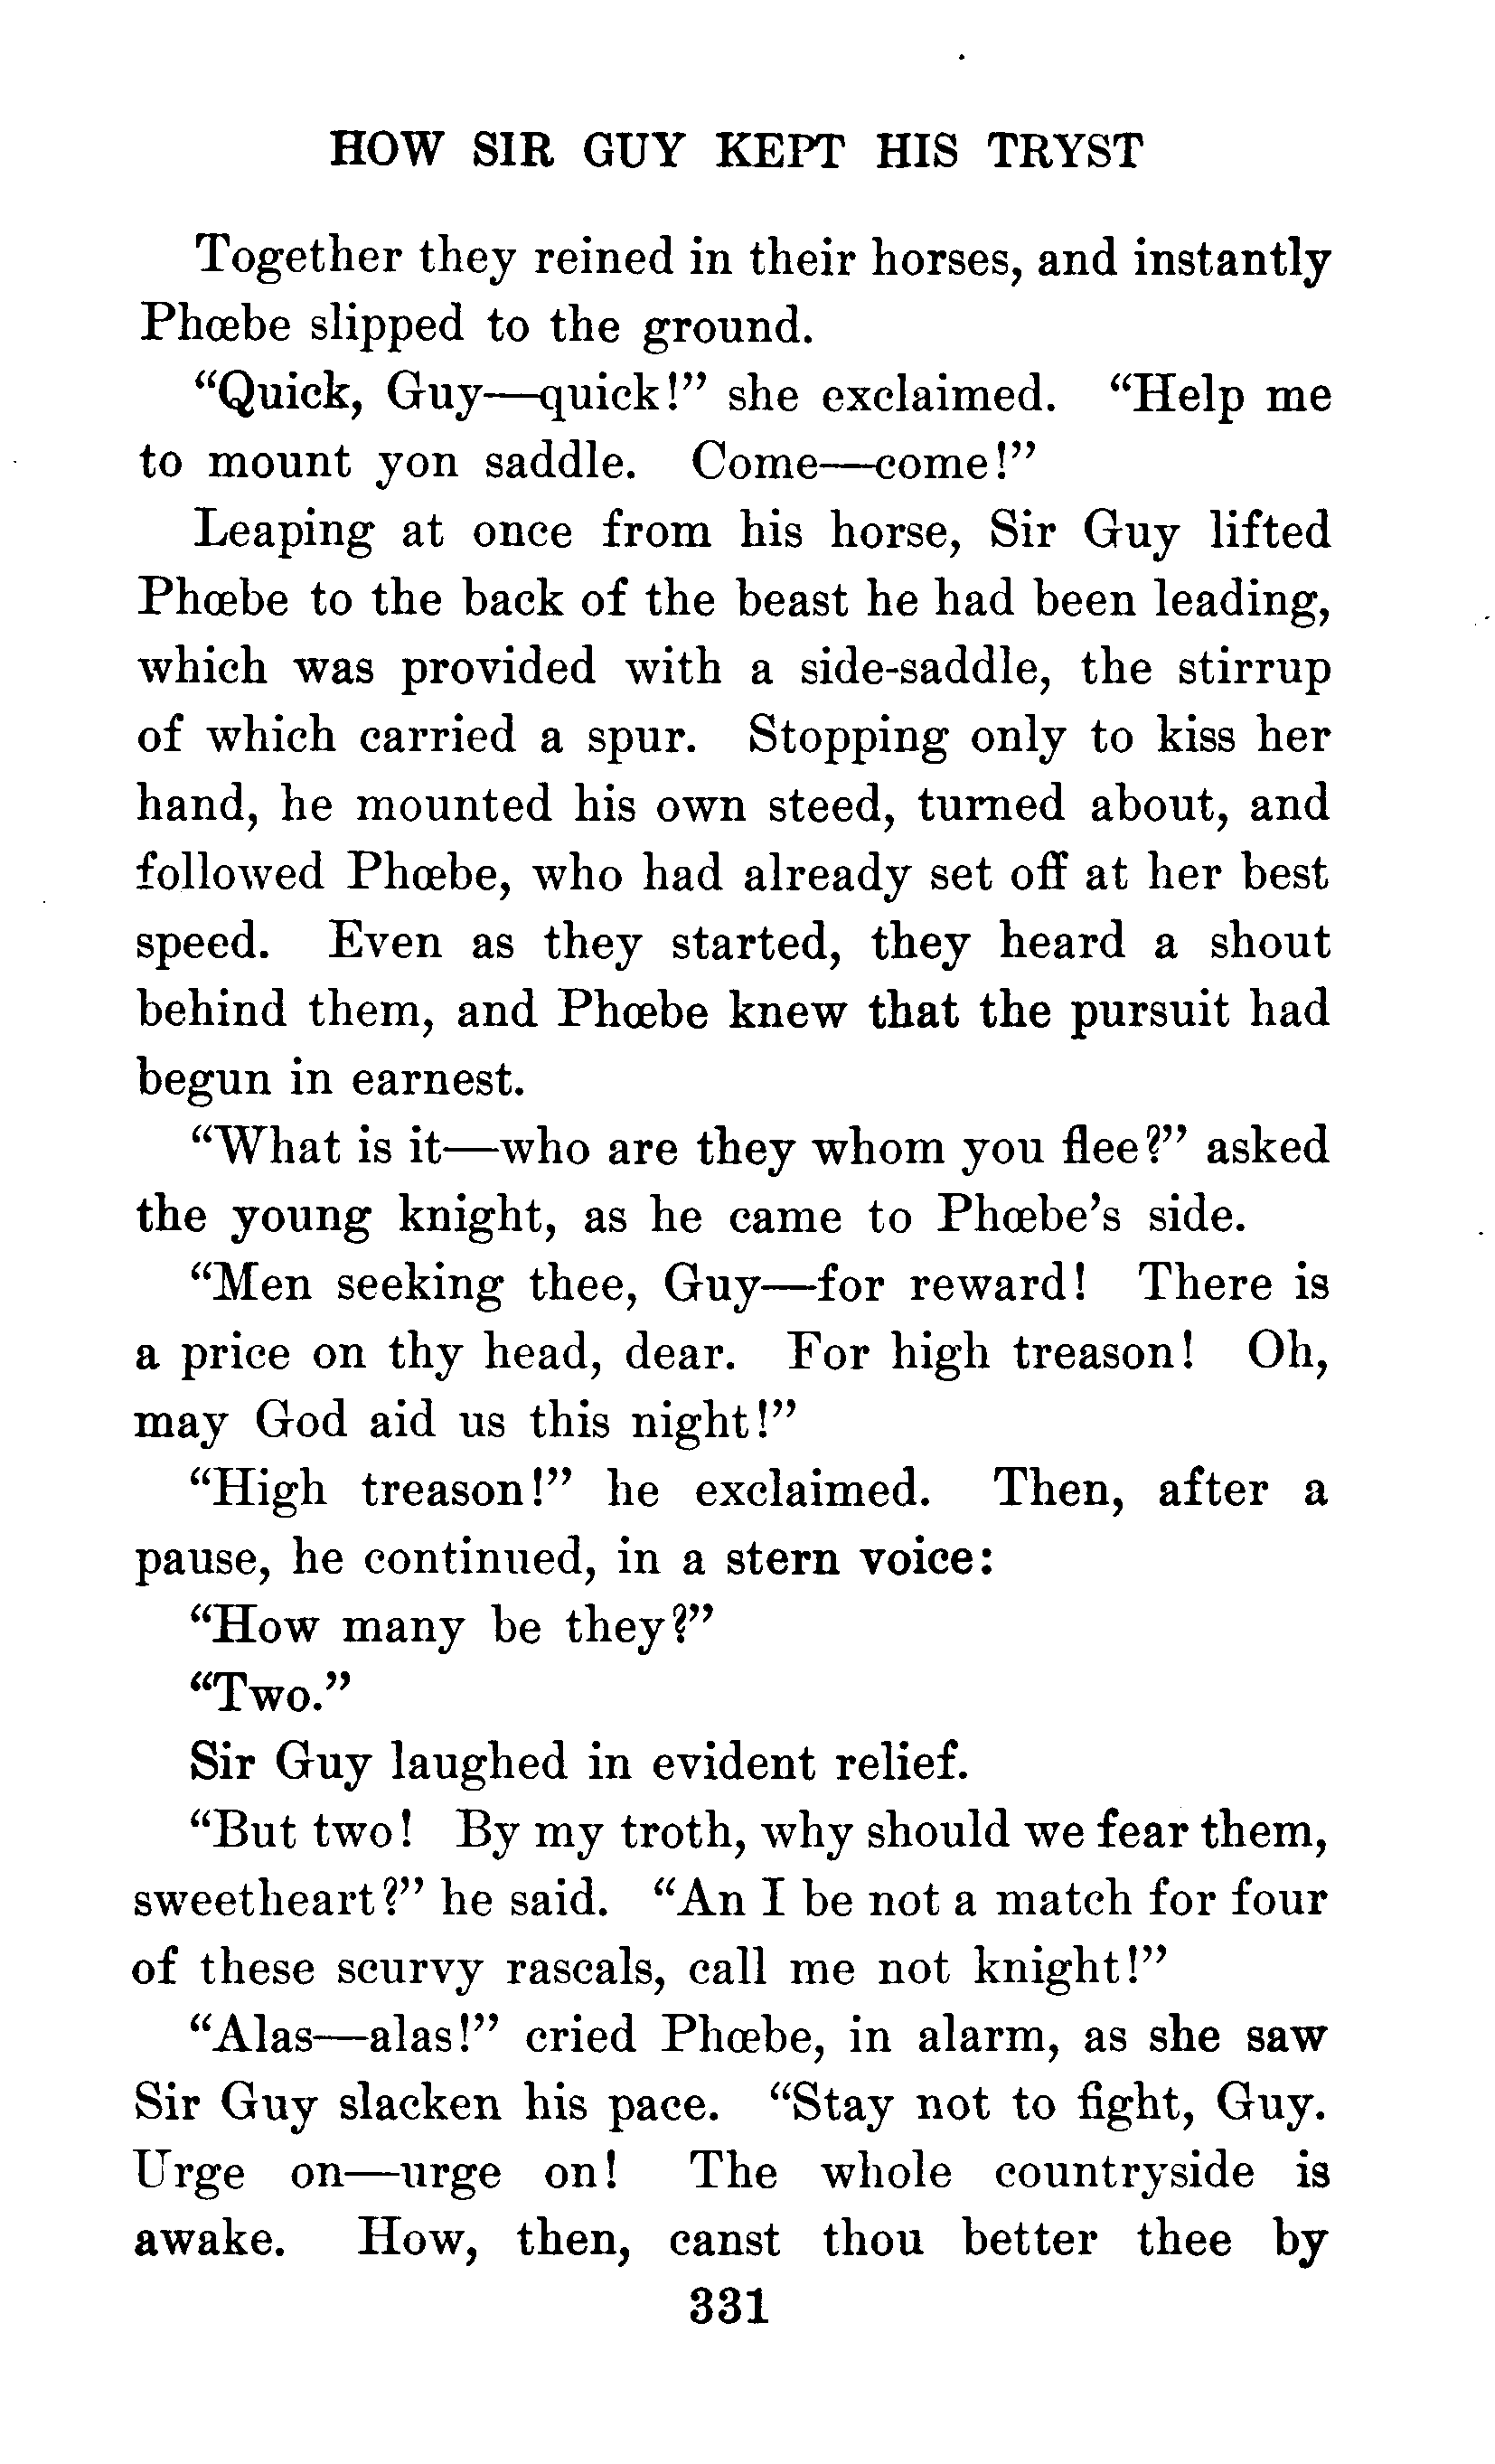 HOW SIR GUY KEPT HIS TRYST
Together they reined in their horses, and instantly
Phœbe slipped to the ground.
“Quick, Guy—quick!” she exclaimed. “Help me
to mount yon saddle. Come—come!”
Leaping at once from his horse, Sir Guy lifted
Phœbe to the back of the beast he had been leading,
which was provided with a side-saddle, the stirrup
of which carried a spur. Stopping only to kiss her
hand, he mounted his own steed, turned about, and
followed Phœbe, who had already set off at her best
speed. Even as they started, they heard a shout
behind them, and Phœbe knew that the pursuit had
begun in earnest.
“What is it—who are they whom you flee?” asked
the young knight, as he came to Phœbe’s side.
“Men seeking thee, Guy—for reward! There is
a price on thy head, dear. For high treason! Oh,
may God aid us this night!”
“High treason!” he exclaimed. Then, after a
pause, he continued, in a stern voice:
“How many be they?”
“Two.”
Sir Guy laughed in evident relief.
“But two! By my troth, why should we fear them,
sweetheart?” he said. “An I be not a match for four
of these scurvy rascals, call me not knight!”
“Alas—alas!” cried Phœbe, in alarm, as she saw
Sir Guy slacken his pace. “Stay not to fight, Guy.
Urge on—urge on! The whole countryside is
awake. How, then, canst thou better thee by
331